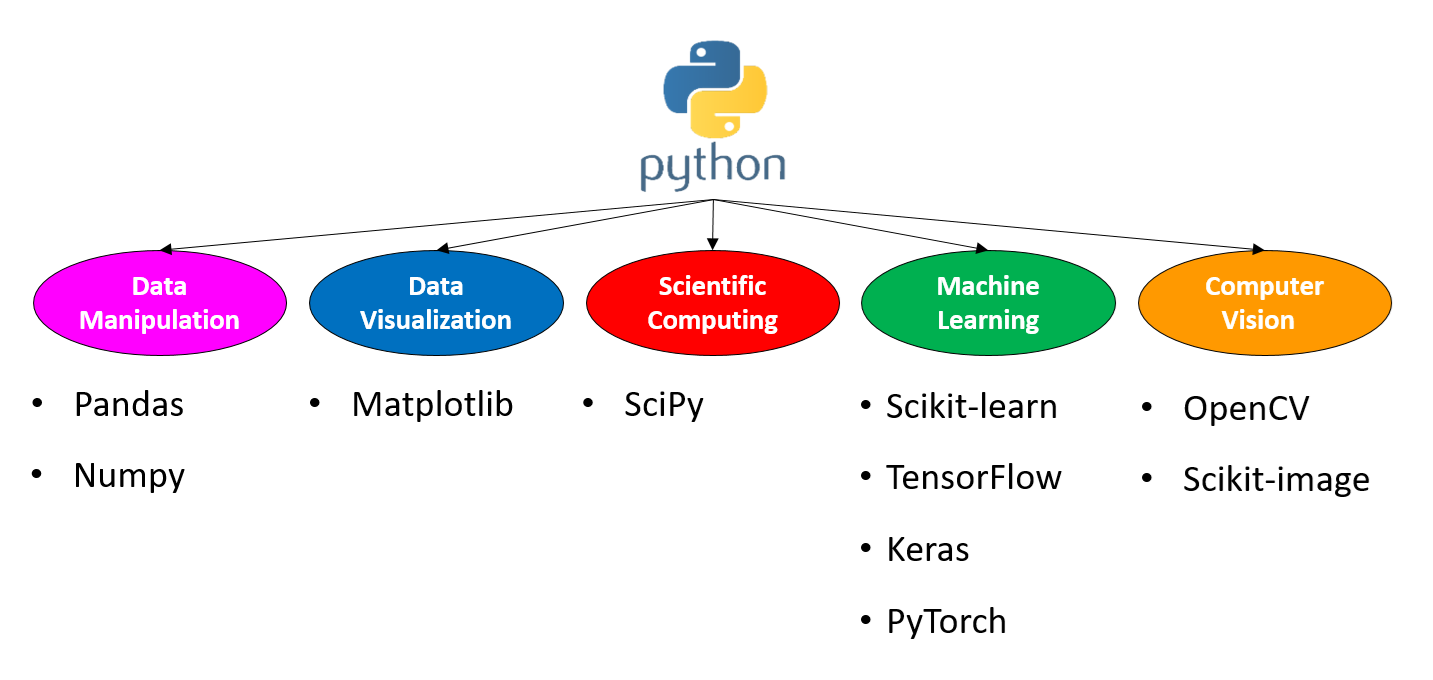 python
Data
Manipulation
Data
Visualization
Scientific
Computing
Machine
Learning
Computer
Vision
• Pandas
• Numpy
• Matplotlib
• SciPy
• Scikit-learn
• TensorFlow
• Keras
• PyTorch
• OpenCV
• Scikit-image